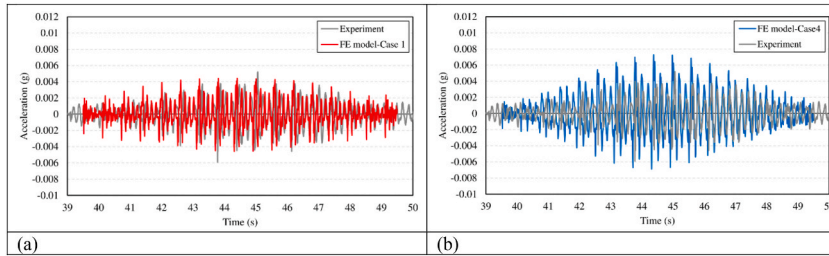 0.012
0.01
0.008
0.006
0.004
0.002
0
-0.002
-0.004
-0.006
-0.008
-0.01
Acceleration (g)
Experiment
FE model-Case 1
39 40 41 42 43 44 45 46 47 48 49 50
Time (s)
(a)
0.012
0.01
0.008
0.006
0.004
0.002
0
-0.002
-0.004
-0.006
-0.008
-0.01
Acceleration (g)
FE model-Case4
Experiment
39 40 41 42 43 44 45 46 47 48 49
Time (s)
(b)